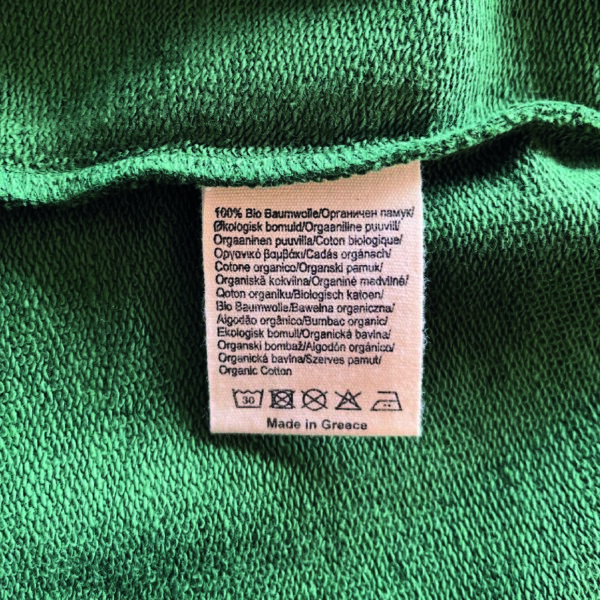 100% Bio Baumwolle/Органичен памук/
Økologisk bomuld/Orgaaniline puuvill/
Orgaaninen puuvilla/Coton biologique/
Οργανικό βαμβάκι/Cadás orgánach/
Cotone organico/Organski pamuk/
Organiskā kokvilna/Organinė medvilnė/
Qoton organiku/Biologisch katoen/
Bio Baumwolle/Bawełna organiczna/
Algodão orgânico/Bumbac organic/
Ekologisk bomull/Organická bavlna/
Organski bombaž/Algodón orgánico/
Organická bavlna/Szerves pamut/
Organic Cotton
30
Made in Greece